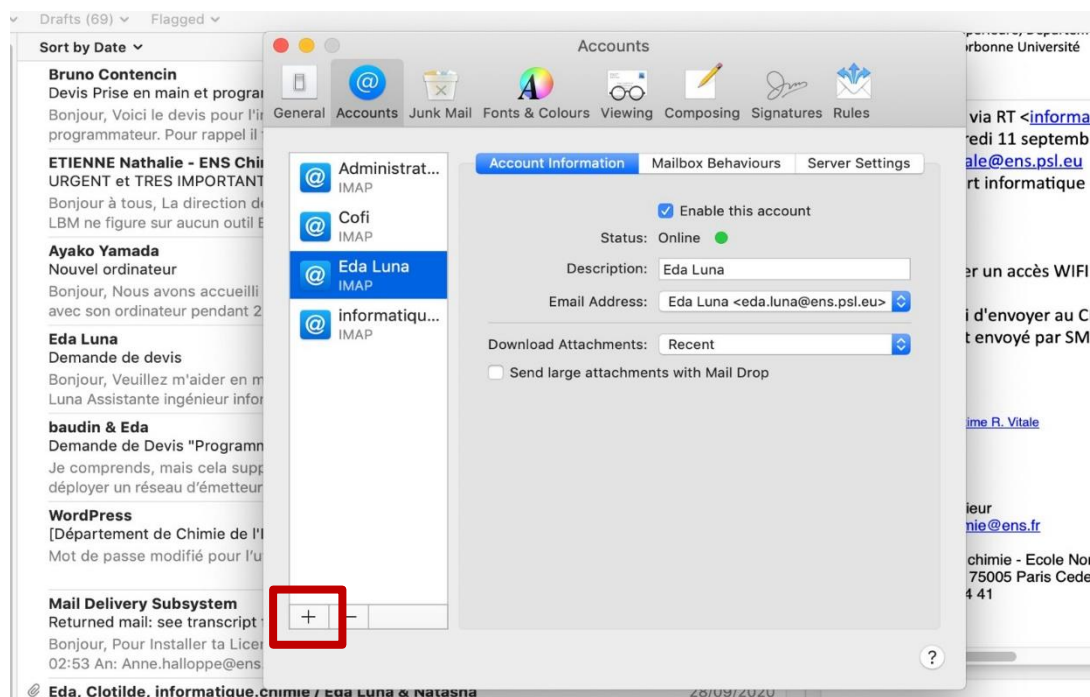 Drafts (69) Flagged
Sort by Date
Bruno Contencin
Devis Prise en main et
Bonjour, Voici le devis pour
programmateur. Pour rappel il
ETIENNE Nathalie - ENS
URGENT et TRES IMPORTANT
Bonjour à tous, La direction
LBM ne figure sur aucun outil
Ayako Yamada
Nouvel ordinateur
Bonjour, Nous avons accueilli
avec son ordinateur pendant 2
Eda Luna
Demande de devis
Bonjour, Veuillez m'aider en
Luna Assistante ingénieur
baudin & Eda
Demande de Devis
Je comprends, mais cela
déployer un réseau
WordPress
[Département de Chimie de
Mot de passe modifié pour
Mail Delivery Subsystem
Returned mail: see transcript
Bonjour, Pour Installer ta
02:53 An: Anne.halloppe@ens
Eda, Clotilde, informatique.chimie / Eda Luna & Natasha 28/09/2020
Accounts
General Accounts Junk Mail Fonts & Colours Viewing Composing Signatures Rules
Administrat...
IMAP
Cofi
IMAP
Eda Luna
IMAP
informatiqu...
IMAP
+ −
Account Information Mailbox Behaviours Server Settings
Enable this account
Status: Online
Description: Eda Luna
Email Address: Eda Luna <eda.luna@ens.psl.eu>
Download Attachments: Recent
Send large attachments with Mail Drop
?
Université
via RT <informa
11 septemb
ale@ens.psl.eu
rt informatique
er un accès WIFI
i d'envoyer au C
t envoyé par SM
ime R. Vitale
ieur
mie@ens.fr
chimie - Ecole No
75005 Paris Cede
4 41